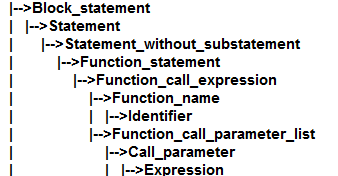 |-->Block_statement
| |-->Statement
| |-->Statement_without_substatement
| |-->Function_statement
| |-->Function_call_expression
| |-->Function_name
| | |-->Identifier
| |-->Function_call_parameter_list
| |-->Call_parameter
| |-->Expression